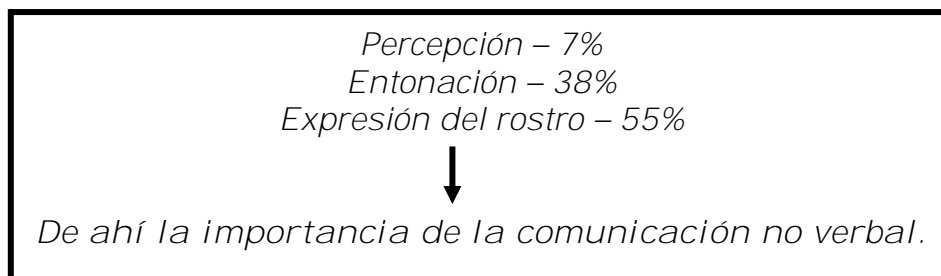 Percepción – 7%
Entonación – 38%
Expresión del rostro – 55%
De ahí la importancia de la comunicación no verbal.